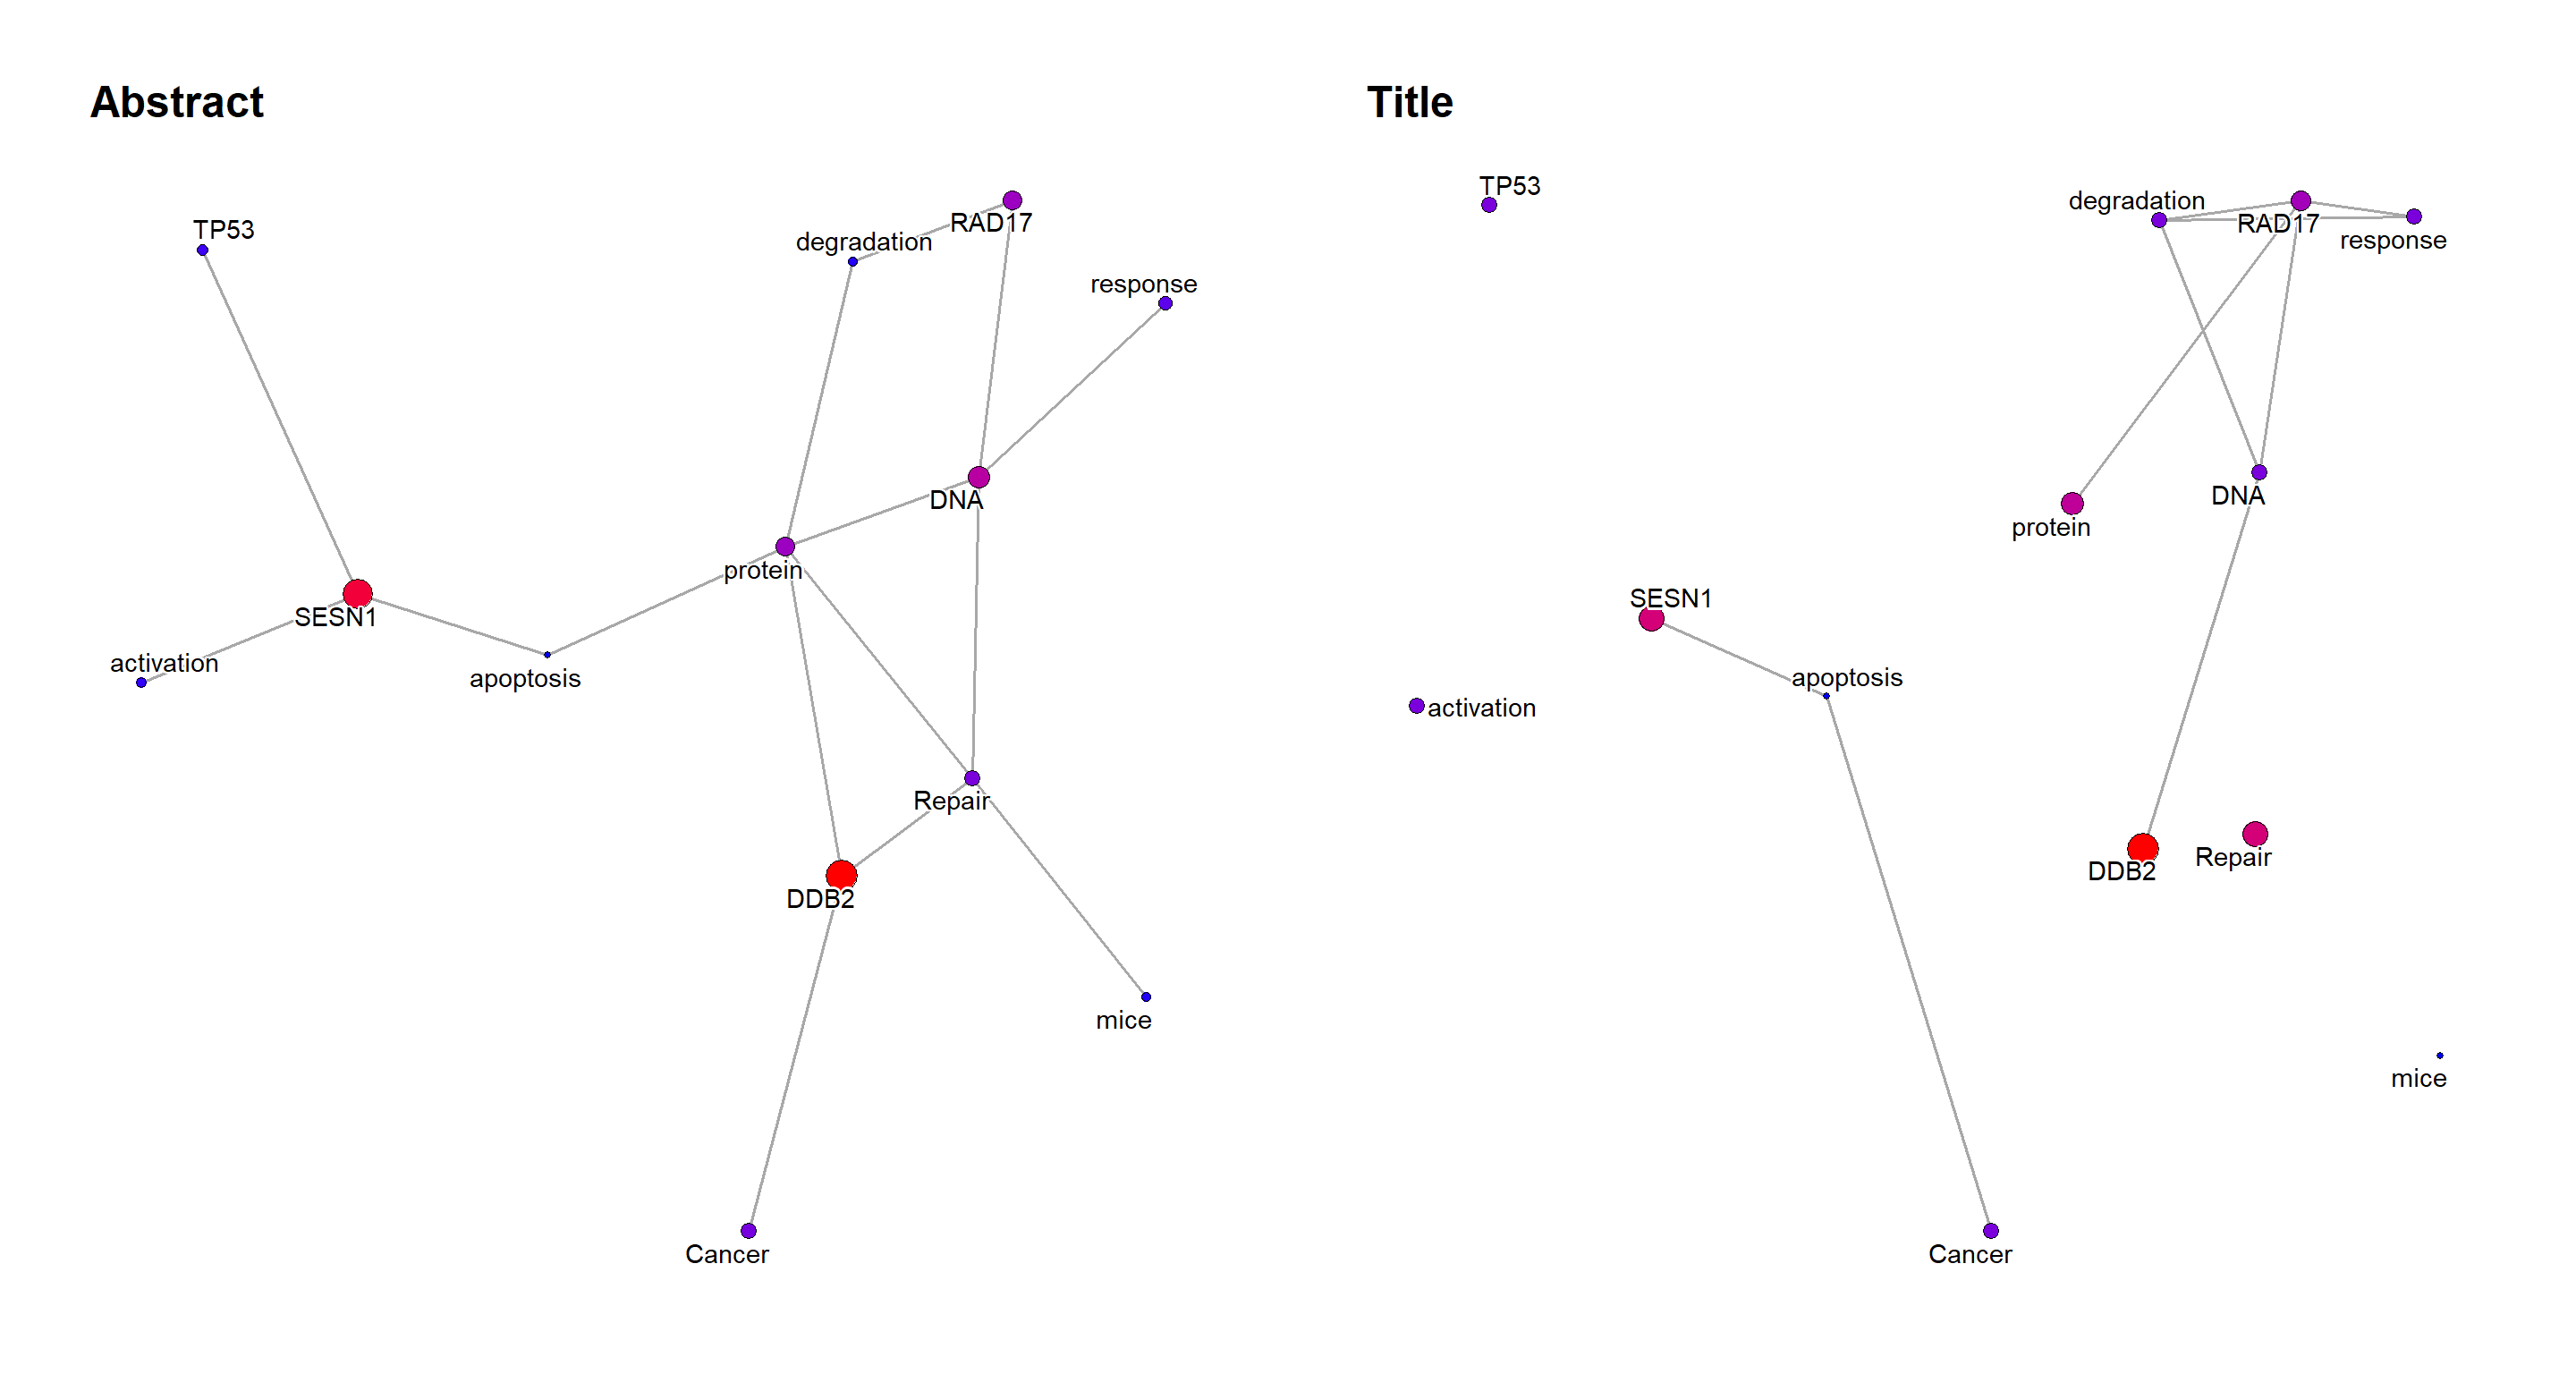 Abstract
TP53
RAD17
degradation
response
DNA
protein
SESN1
activation
apoptosis
Repair
DDB2
mice
Cancer
Title
TP53
degradation
RAD17
response
DNA
protein
SESN1
apoptosis
activation
Repair
DDB2
mice
Cancer